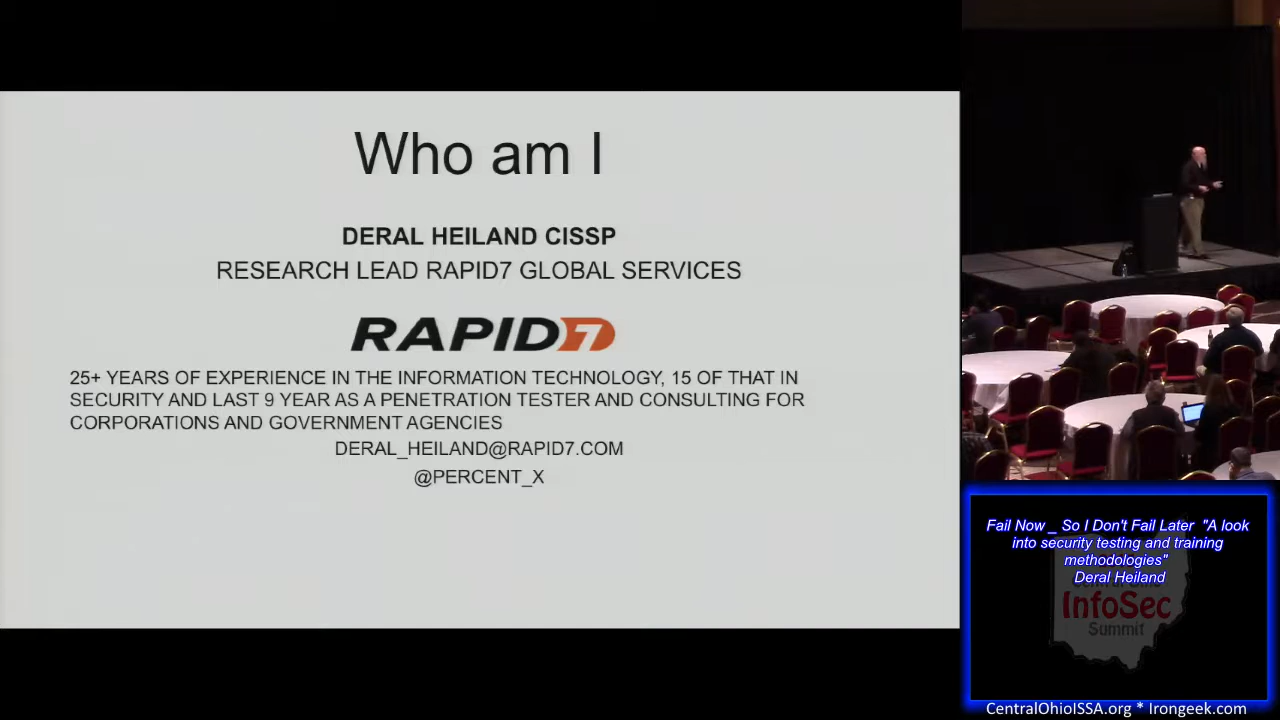 Who am I
DERAL HEILAND CISSP
RESEARCH LEAD RAPID7 GLOBAL SERVICES
RAPID7
25+ YEARS OF EXPERIENCE IN THE INFORMATION TECHNOLOGY, 15 OF THAT IN
SECURITY AND LAST 9 YEAR AS A PENETRATION TESTER AND CONSULTING FOR
CORPORATIONS AND GOVERNMENT AGENCIES
DERAL_HEILAND@RAPID7.COM
@PERCENT_X
Fail Now _ So I Don't Fail Later "A look
into security testing and training
methodologies"
Deral Heiland
InfoSec
Summit
CentralOhioISSA.org * Irongeek.com